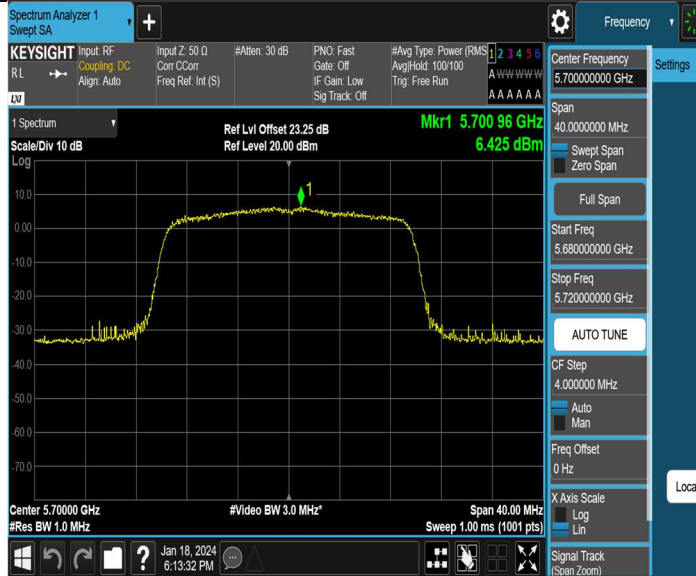 Spectrum Analyzer 1
Swept SA
Frequency
KEYSIGHT
RL
LXI
Input: RF
Coupling: DC
Align: Auto
Input Z: 50 Ω
Corr CCorr
Freq Ref: Int (S)
#Atten: 30 dB
PNO: Fast
Gate: Off
IF Gain: Low
Sig Track: Off
#Avg Type: Power (RMS
Avg|Hold: 100/100
Trig: Free Run
1 2 3 4 5 6
A W W W W W
A A A A A A
1 Spectrum
Scale/Div 10 dB
Log
Ref Lvl Offset 23.25 dB
Ref Level 20.00 dBm
Mkr1 5.700 96 GHz
6.425 dBm
1
10.0
0.00
-10.0
-20.0
-30.0
-40.0
-50.0
-60.0
-70.0
Center 5.70000 GHz
#Res BW 1.0 MHz
#Video BW 3.0 MHz*
Span 40.00 MHz
Sweep 1.00 ms (1001 pts)
?
Jan 18, 2024
6:13:32 PM
Center Frequency
5.700000000 GHz
Settings
Span
40.0000000 MHz
Swept Span
Zero Span
Full Span
Start Freq
5.680000000 GHz
Stop Freq
5.720000000 GHz
AUTO TUNE
CF Step
4.000000 MHz
Auto
Man
Freq Offset
0 Hz
X Axis Scale
Log
Lin
Loca
Signal Track
(Span Zoom)